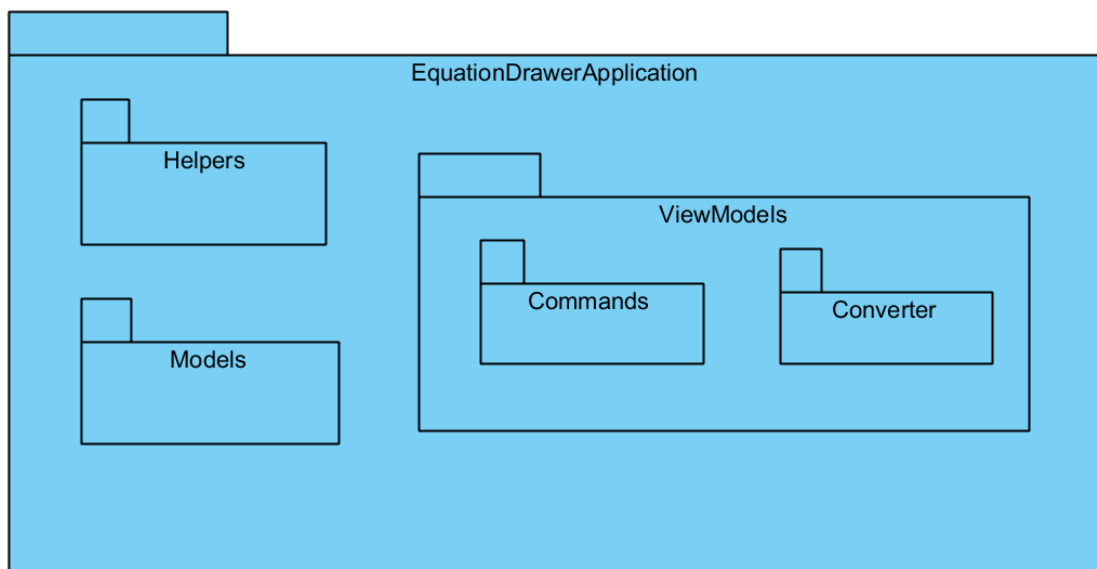 EquationDrawerApplication
Helpers
ViewModels
Commands
Converter
Models